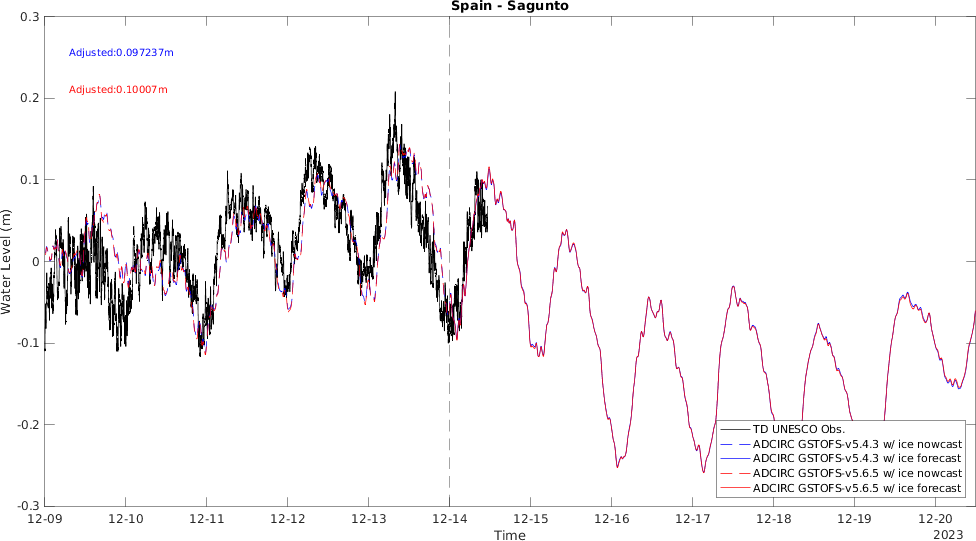 Spain - Sagunto
0.3
Adjusted:0.097237m
0.2
Adjusted:0.10007m
0.1
0
-0.1
-0.2
-0.3
Water Level (m)
TD UNESCO Obs.
ADCIRC GSTOFS-v5.4.3 w/ ice nowcast
ADCIRC GSTOFS-v5.4.3 w/ ice forecast
ADCIRC GSTOFS-v5.6.5 w/ ice nowcast
ADCIRC GSTOFS-v5.6.5 w/ ice forecast
12-09 12-10 12-11 12-12 12-13 12-14 12-15 12-16 12-17 12-18 12-19 12-20
Time
2023